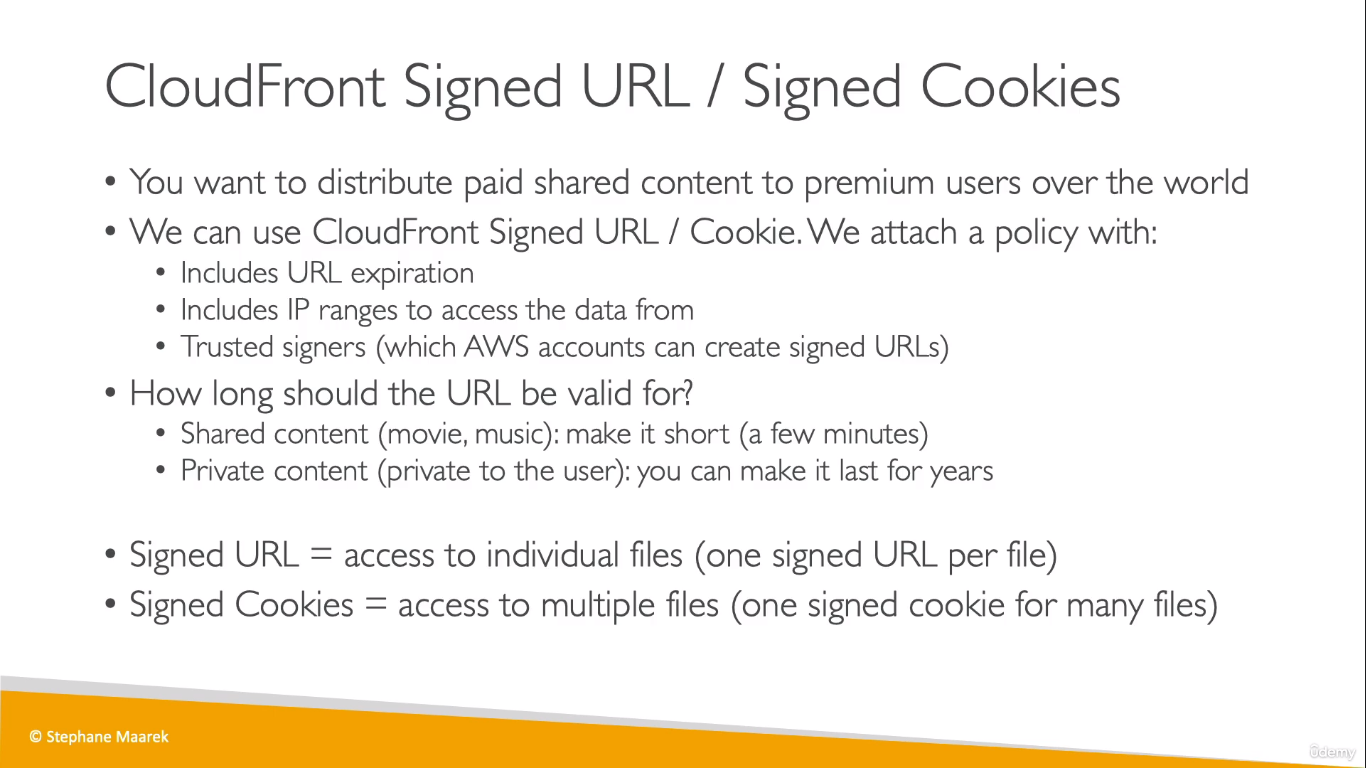 CloudFront Signed URL / Signed Cookies
• You want to distribute paid shared content to premium users over the world
• We can use CloudFront Signed URL / Cookie. We attach a policy with:
• Includes URL expiration
• Includes IP ranges to access the data from
• Trusted signers (which AWS accounts can create signed URLs)
• How long should the URL be valid for?
• Shared content (movie, music): make it short (a few minutes)
• Private content (private to the user): you can make it last for years
• Signed URL = access to individual files (one signed URL per file)
• Signed Cookies = access to multiple files (one signed cookie for many files)
© Stephane Maarek
ûdemy